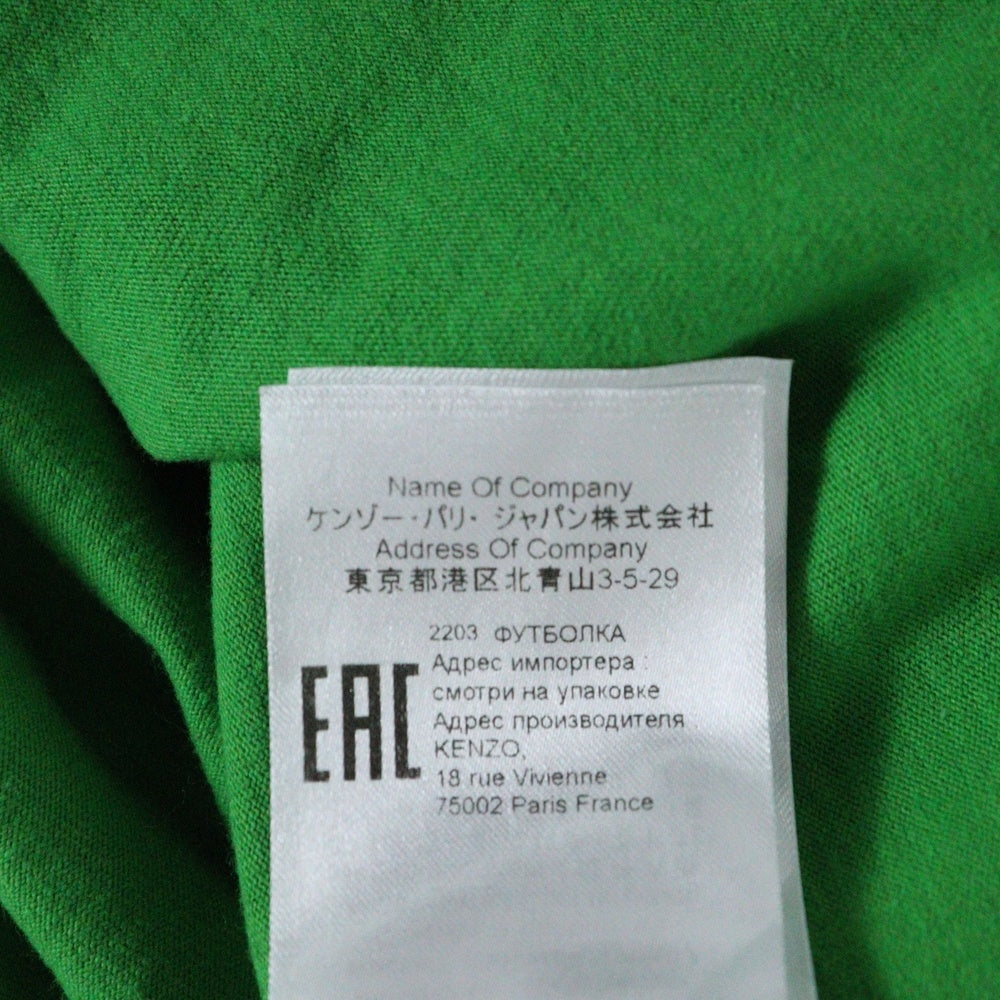 Name Of Company
ケンゾー・パリ・ジャパン株式会社
Address Of Company
東京都港区北青山3-5-29
2203 ФУТБОЛКА
Адрес импортера :
смотри на упаковке
Адрес производителя
EAC
KENZO,
18 rue Vivienne
75002 Paris France